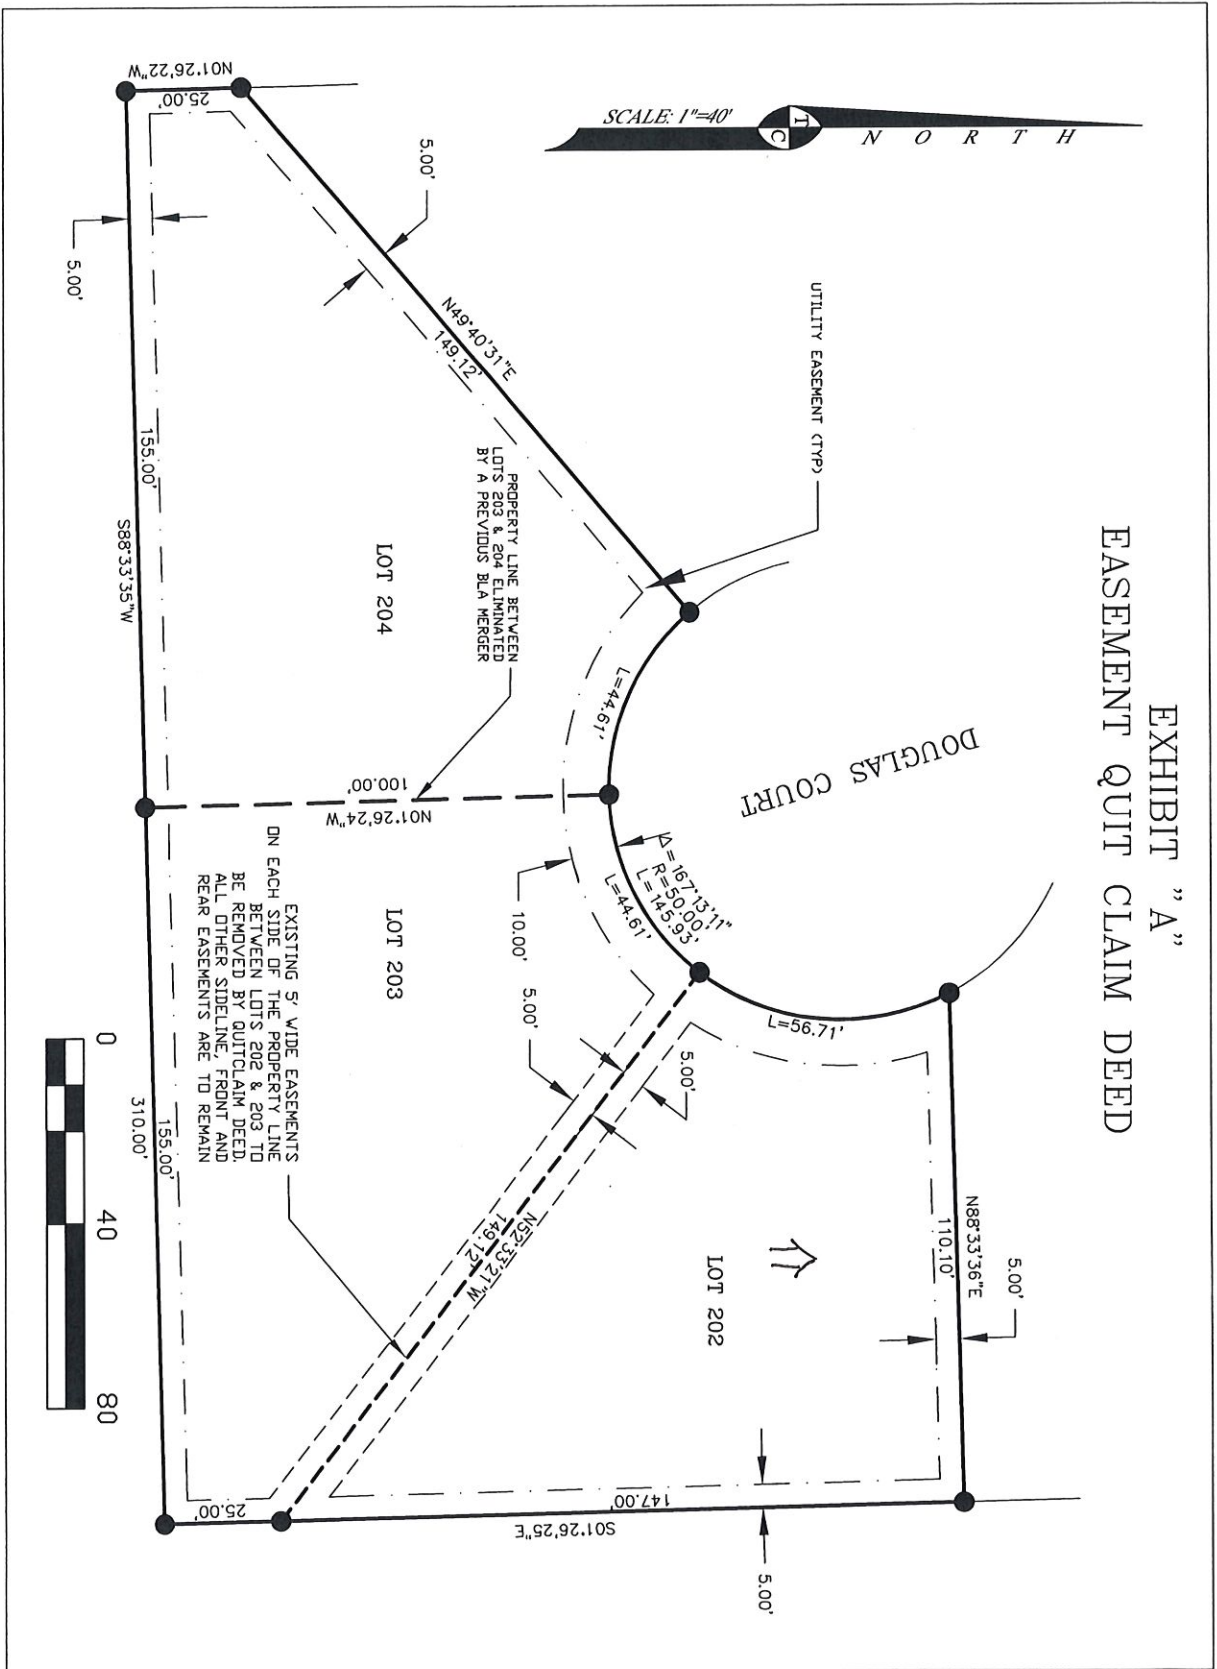 EXHIBIT "A"
EASEMENT QUIT CLAIM DEED
SCALE: 1"=40'
T
C
N O R T H
DOUGLAS COURT
UTILITY EASEMENT (TYP)
N88°33'36"E
110.10'
5.00'
L=56.71'
Δ=167°13'11"
R=50.00'
L=145.93'
L=44.61'
L=44.61'
LOT 202
147.00'
S01°26'25"E
5.00'
5.00'
5.00'
10.00'
N52°33'21"W
149.12'
LOT 203
EXISTING 5' WIDE EASEMENTS
ON EACH SIDE OF THE PROPERTY LINE
BETWEEN LOTS 202 & 203 TO
BE REMOVED BY QUITCLAIM DEED.
ALL OTHER SIDELINE, FRONT AND
REAR EASEMENTS ARE TO REMAIN
N01°26'24"W
100.00'
PROPERTY LINE BETWEEN
LOTS 203 & 204 ELIMINATED
BY A PREVIOUS BLA MERGER
LOT 204
N49°40'31"E
149.12'
5.00'
N01°26'22"W
25.00'
5.00'
155.00'
S88°33'35"W
155.00'
310.00'
25.00'
0 40 80